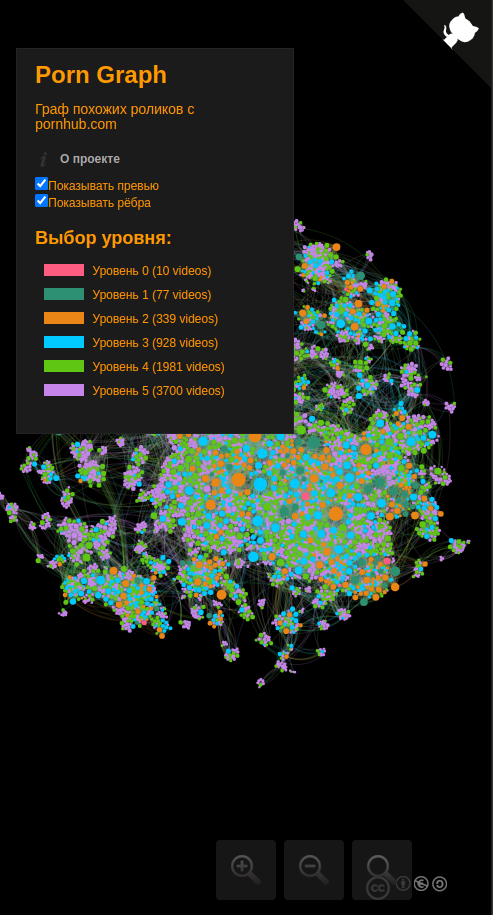 Porn Graph
Граф похожих роликов с
pornhub.com
i О проекте
Показывать превью
Показывать рёбра
Выбор уровня:
Уровень 0 (10 videos)
Уровень 1 (77 videos)
Уровень 2 (339 videos)
Уровень 3 (928 videos)
Уровень 4 (1981 videos)
Уровень 5 (3700 videos)
cc